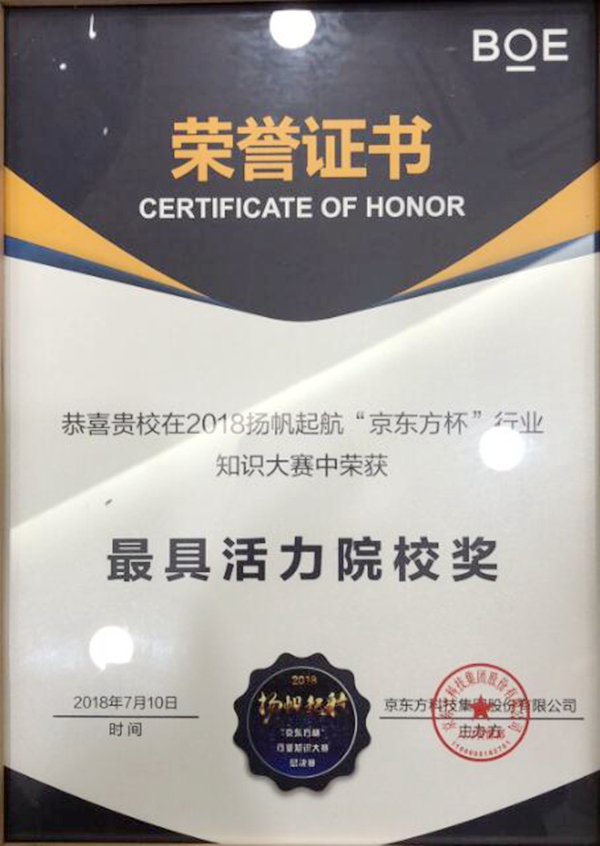 BOE
荣誉证书
CERTIFICATE OF HONOR
恭喜贵校在2018扬帆起航“京东方杯”行业
知识大赛中荣获
最具活力院校奖
2018年7月10日
时间
2018
扬帆起航
“京东方杯”
行业知识大赛
总决赛
京东方科技集团股份有限公司
主办方